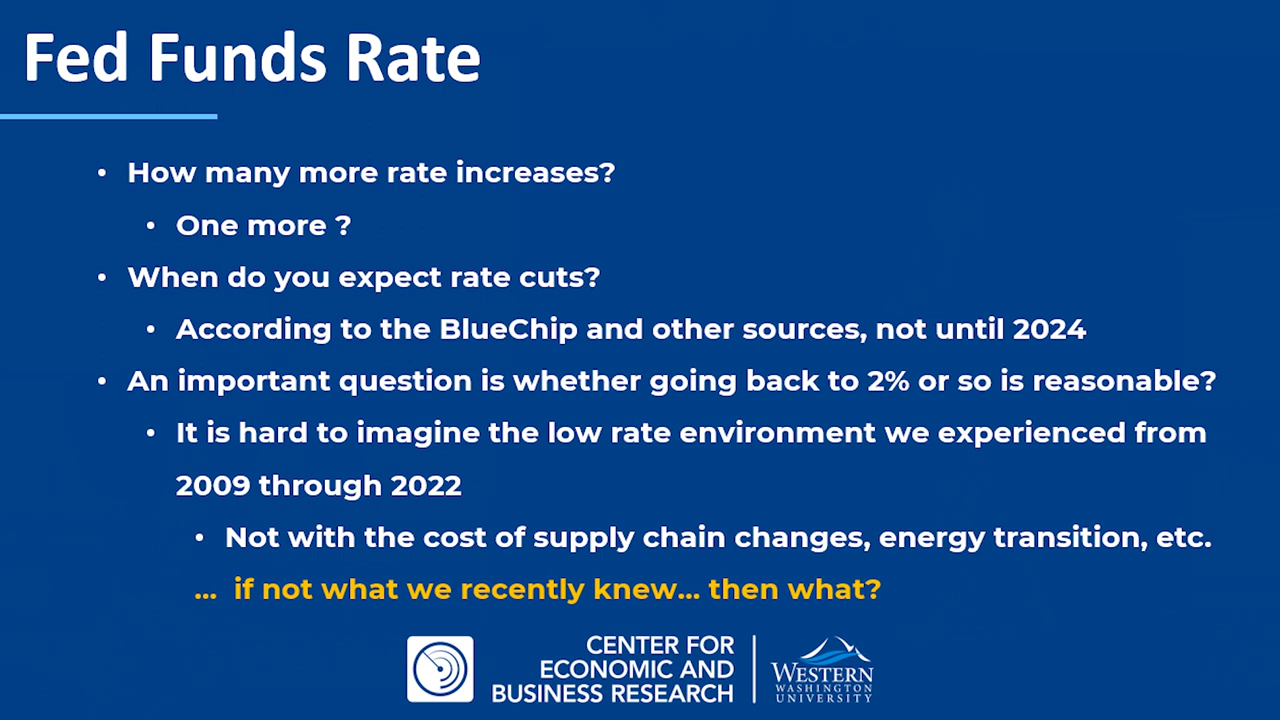 Fed Funds Rate
• How many more rate increases?
• One more ?
• When do you expect rate cuts?
• According to the BlueChip and other sources, not until 2024
• An important question is whether going back to 2% or so is reasonable?
• It is hard to imagine the low rate environment we experienced from
2009 through 2022
• Not with the cost of supply chain changes, energy transition, etc.
... if not what we recently knew... then what?
CENTER FOR
ECONOMIC AND
BUSINESS RESEARCH
WESTERN
WASHINGTON
UNIVERSITY